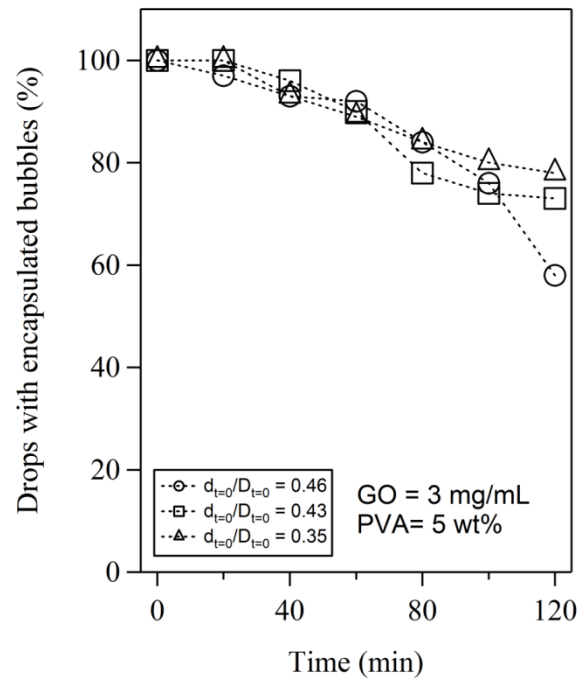 Drops with encapsulated bubbles (%)
100
80
60
40
20
0
d_{t=0}/D_{t=0} = 0.46
d_{t=0}/D_{t=0} = 0.43
d_{t=0}/D_{t=0} = 0.35
GO = 3 mg/mL
PVA= 5 wt%
0 40 80 120
Time (min)